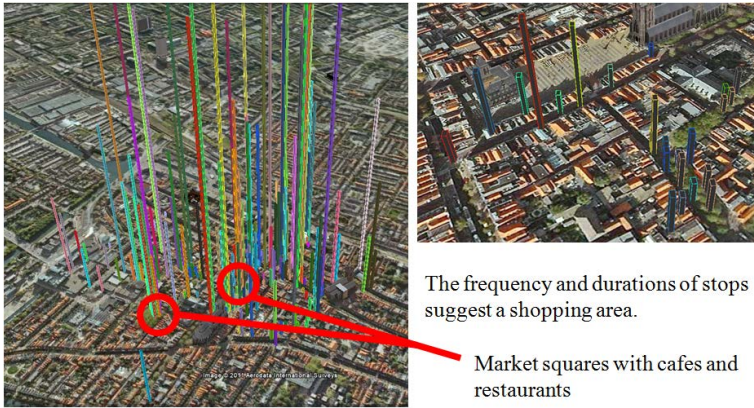 The frequency and durations of stops
suggest a shopping area.
Market squares with cafes and
restaurants
Image © 2011 Aerodata International Surveys